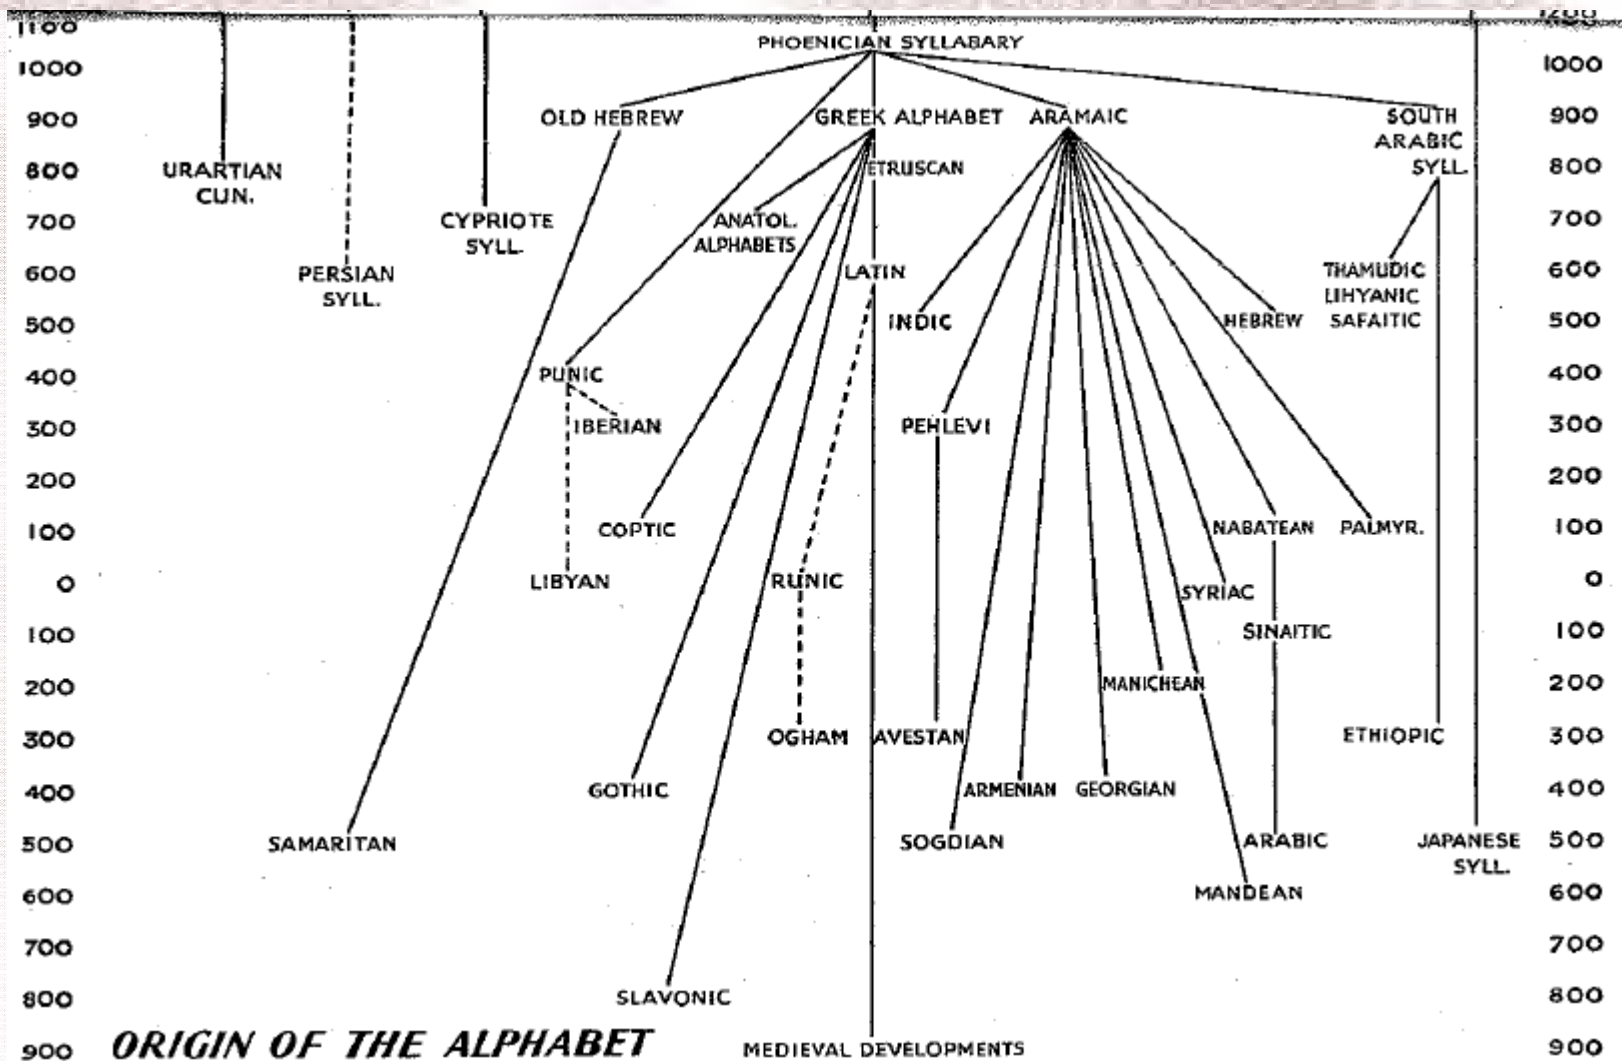 1100
1200
PHOENICIAN SYLLABARY
1000
1000
900
OLD HEBREW
GREEK ALPHABET
ARAMAIC
SOUTH
ARABIC
SYLL.
900
800
URARTIAN
CUN.
ETRUSCAN
800
700
CYPRIOTE
SYLL.
ANATOL.
ALPHABETS
700
600
PERSIAN
SYLL.
LATIN
THAMUDIC
LIHYANIC
SAFAITIC
600
500
INDIC
HEBREW
500
400
PUNIC
400
300
IBERIAN
PEHLEVI
300
200
200
100
COPTIC
NABATEAN
PALMYR.
100
0
LIBYAN
RUNIC
SYRIAC
0
100
SINAITIC
100
200
MANICHEAN
200
300
OGHAM
AVESTAN
ETHIOPIC
300
400
GOTHIC
ARMENIAN
GEORGIAN
400
500
SAMARITAN
SOGDIAN
ARABIC
JAPANESE
SYLL.
500
600
MANDEAN
600
700
700
800
SLAVONIC
800
900
ORIGIN OF THE ALPHABET
MEDIEVAL DEVELOPMENTS
900